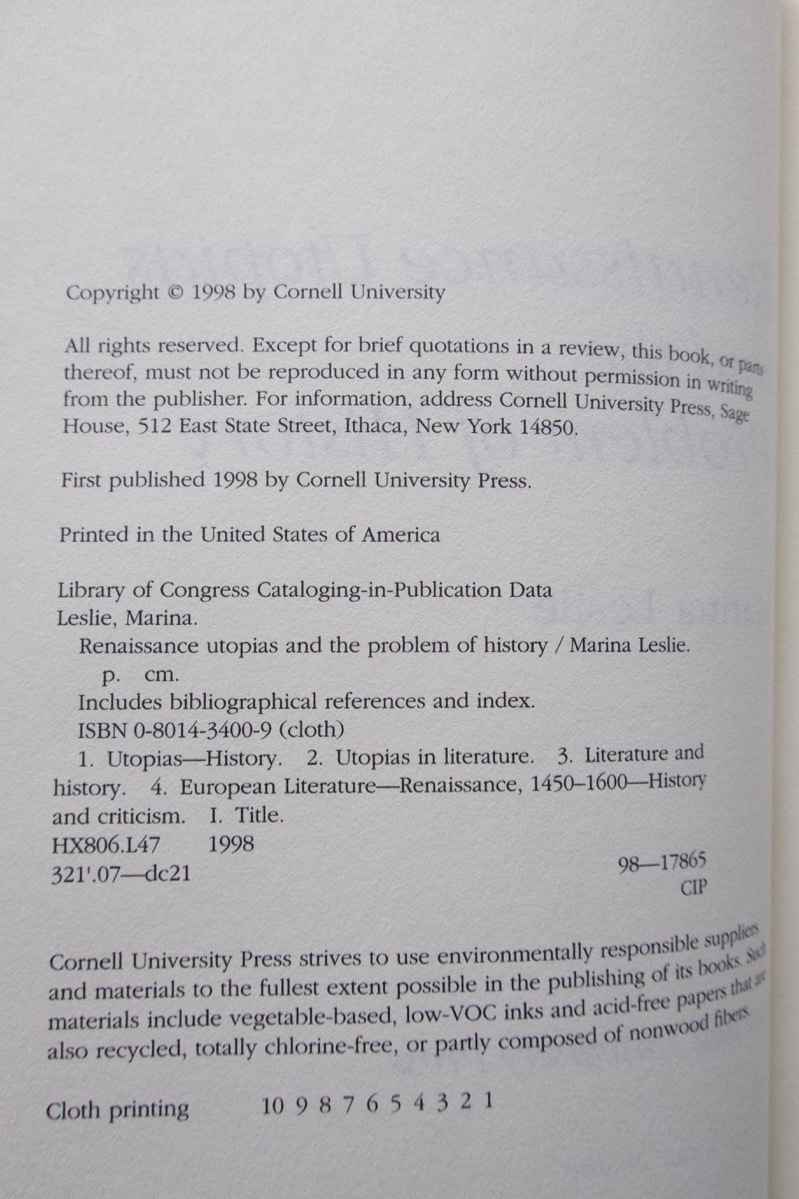 Copyright © 1998 by Cornell University
All rights reserved. Except for brief quotations in a review, this book, or parts
thereof, must not be reproduced in any form without permission in writing
from the publisher. For information, address Cornell University Press, Sage
House, 512 East State Street, Ithaca, New York 14850.
First published 1998 by Cornell University Press.
Printed in the United States of America
Library of Congress Cataloging-in-Publication Data
Leslie, Marina.
Renaissance utopias and the problem of history / Marina Leslie.
p. cm.
Includes bibliographical references and index.
ISBN 0-8014-3400-9 (cloth)
1. Utopias—History. 2. Utopias in literature. 3. Literature and
history. 4. European Literature—Renaissance, 1450–1600—History
and criticism. I. Title.
HX806.L47 1998
321'.07—dc21
98—17865
CIP
Cornell University Press strives to use environmentally responsible suppliers
and materials to the fullest extent possible in the publishing of its books. Such
materials include vegetable-based, low-VOC inks and acid-free papers that are
also recycled, totally chlorine-free, or partly composed of nonwood fibers.
Cloth printing 10 9 8 7 6 5 4 3 2 1